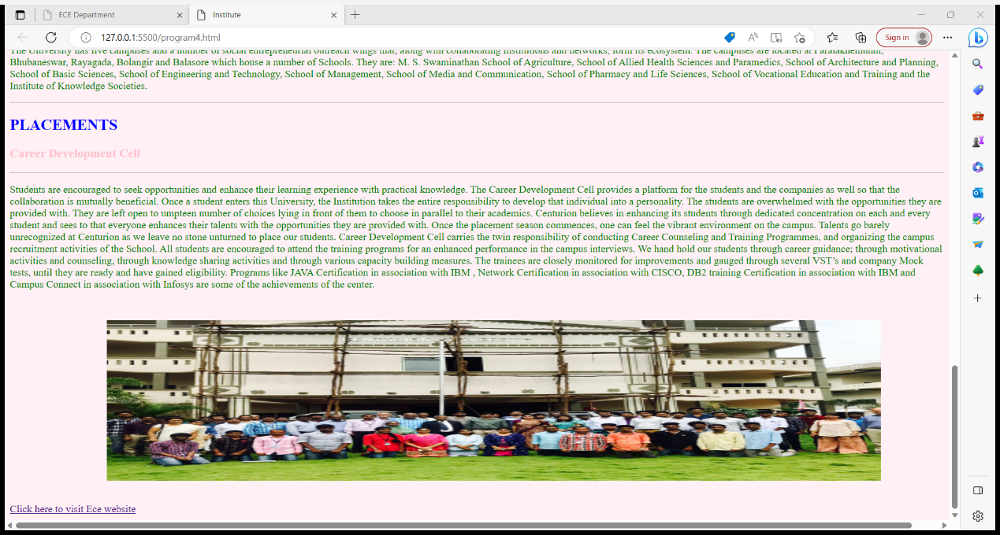 ECE Department
Institute
127.0.0.1:5500/program4.html
Sign in
The University has five campuses and a number of social entrepreneurial outreach wings that, along with collaborating institutions and networks, form its ecosystem. The campuses are located at Paralakhemundi,
Bhubaneswar, Rayagada, Bolangir and Balasore which house a number of Schools. They are: M. S. Swaminathan School of Agriculture, School of Allied Health Sciences and Paramedics, School of Architecture and Planning,
School of Basic Sciences, School of Engineering and Technology, School of Management, School of Media and Communication, School of Pharmacy and Life Sciences, School of Vocational Education and Training and the
Institute of Knowledge Societies.
PLACEMENTS
Career Development Cell
Students are encouraged to seek opportunities and enhance their learning experience with practical knowledge. The Career Development Cell provides a platform for the students and the companies as well so that the
collaboration is mutually beneficial. Once a student enters this University, the Institution takes the entire responsibility to develop that individual into a personality. The students are overwhelmed with the opportunities they are
provided with. They are left open to umpteen number of choices lying in front of them to choose in parallel to their academics. Centurion believes in enhancing its students through dedicated concentration on each and every
student and sees to that everyone enhances their talents with the opportunities they are provided with. Once the placement season commences, one can feel the vibrant environment on the campus. Talents go barely
unrecognized at Centurion as we leave no stone unturned to place our students. Career Development Cell carries the twin responsibility of conducting Career Counseling and Training Programmes, and organizing the campus
recruitment activities of the School. All students are encouraged to attend the training programs for an enhanced performance in the campus interviews. We hand hold our students through career guidance; through motivational
activities and counseling, through knowledge sharing activities and through various capacity building measures. The trainees are closely monitored for improvements and gauged through several VST’s and company Mock
tests, until they are ready and have gained eligibility. Programs like JAVA Certification in association with IBM , Network Certification in association with CISCO, DB2 training Certification in association with IBM and
Campus Connect in association with Infosys are some of the achievements of the center.
Click here to visit Ece website